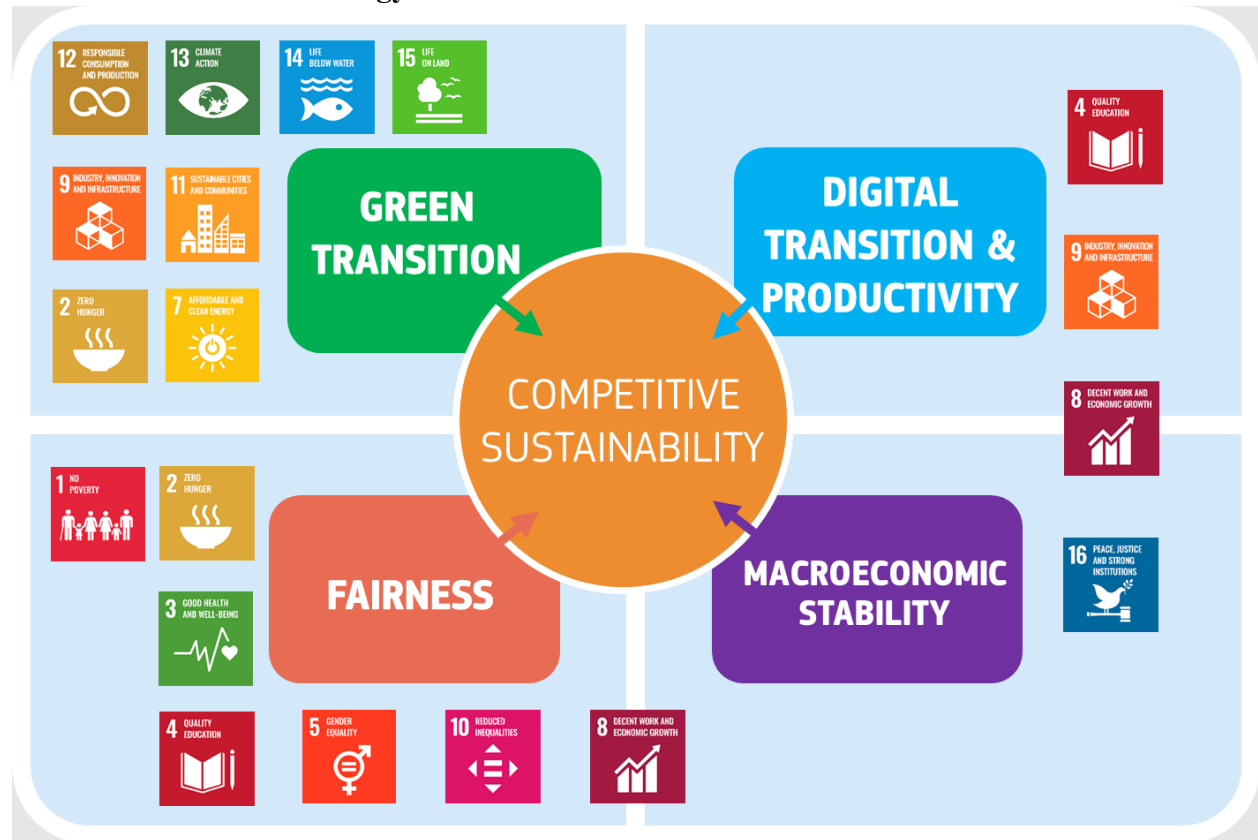 ogy
12 RESPONSIBLE
CONSUMPTION
AND PRODUCTION
13 CLIMATE
ACTION
14 LIFE
BELOW WATER
15 LIFE
ON LAND
9 INDUSTRY, INNOVATION
AND INFRASTRUCTURE
11 SUSTAINABLE CITIES
AND COMMUNITIES
2 ZERO
HUNGER
7 AFFORDABLE AND
CLEAN ENERGY
GREEN
TRANSITION
DIGITAL
TRANSITION &
PRODUCTIVITY
4 QUALITY
EDUCATION
9 INDUSTRY, INNOVATION
AND INFRASTRUCTURE
8 DECENT WORK AND
ECONOMIC GROWTH
COMPETITIVE
SUSTAINABILITY
1 NO
POVERTY
2 ZERO
HUNGER
3 GOOD HEALTH
AND WELL-BEING
FAIRNESS
4 QUALITY
EDUCATION
5 GENDER
EQUALITY
10 REDUCED
INEQUALITIES
8 DECENT WORK AND
ECONOMIC GROWTH
MACROECONOMIC
STABILITY
16 PEACE, JUSTICE
AND STRONG
INSTITUTIONS